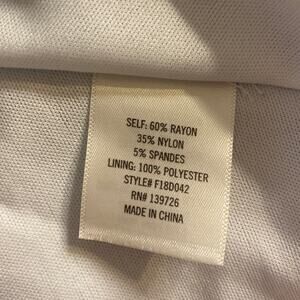 SELF: 60% RAYON
35% NYLON
5% SPANDES
LINING: 100% POLYESTER
STYLE# F18D042
RN# 139726
MADE IN CHINA